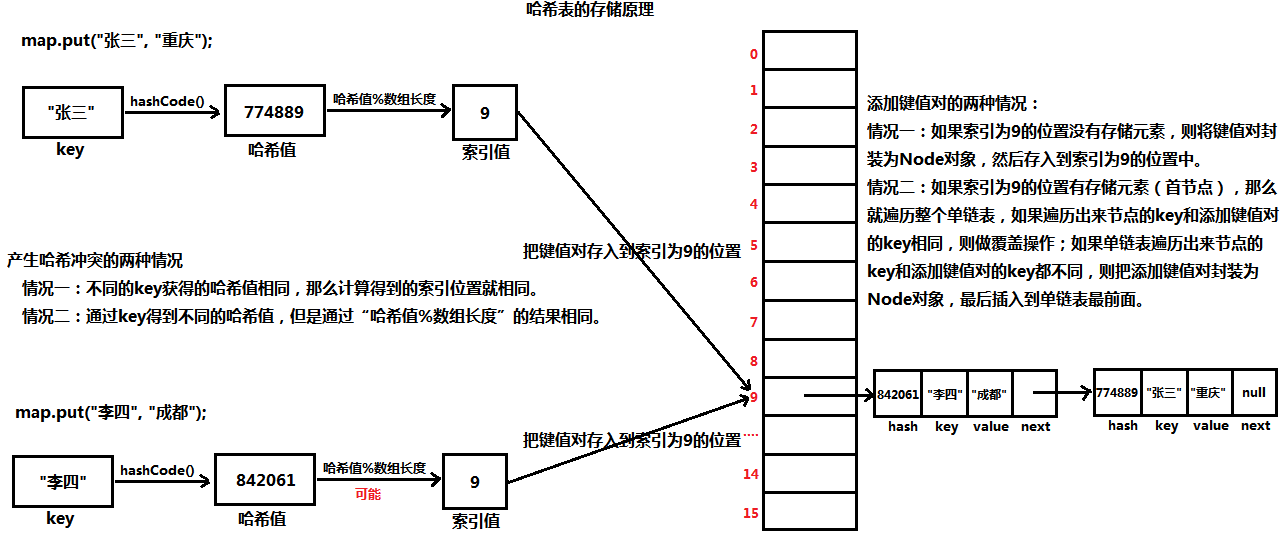 哈希表的存储原理
map.put("张三", "重庆");
"张三"
hashCode()
774889
哈希值%数组长度
9
key
哈希值
索引值
把键值对存入到索引为9的位置
产生哈希冲突的两种情况
情况一：不同的key获得的哈希值相同，那么计算得到的索引位置就相同。
情况二：通过key得到不同的哈希值，但是通过“哈希值%数组长度”的结果相同。
map.put("李四", "成都");
"李四"
hashCode()
842061
哈希值%数组长度
可能
9
key
哈希值
索引值
把键值对存入到索引为9的位置
0
1
2
3
4
5
6
7
8
9
....
14
15
添加键值对的两种情况：
情况一：如果索引为9的位置没有存储元素，则将键值对封
装为Node对象，然后存入到索引为9的位置中。
情况二：如果索引为9的位置有存储元素（首节点），那么
就遍历整个单链表，如果遍历出来节点的key和添加键值对
的key相同，则做覆盖操作；如果单链表遍历出来节点的
key和添加键值对的key都不同，则把添加键值对封装为
Node对象，最后插入到单链表最前面。
842061 "李四" "成都"
hash key value next
774889 "张三" "重庆" null
hash key value next